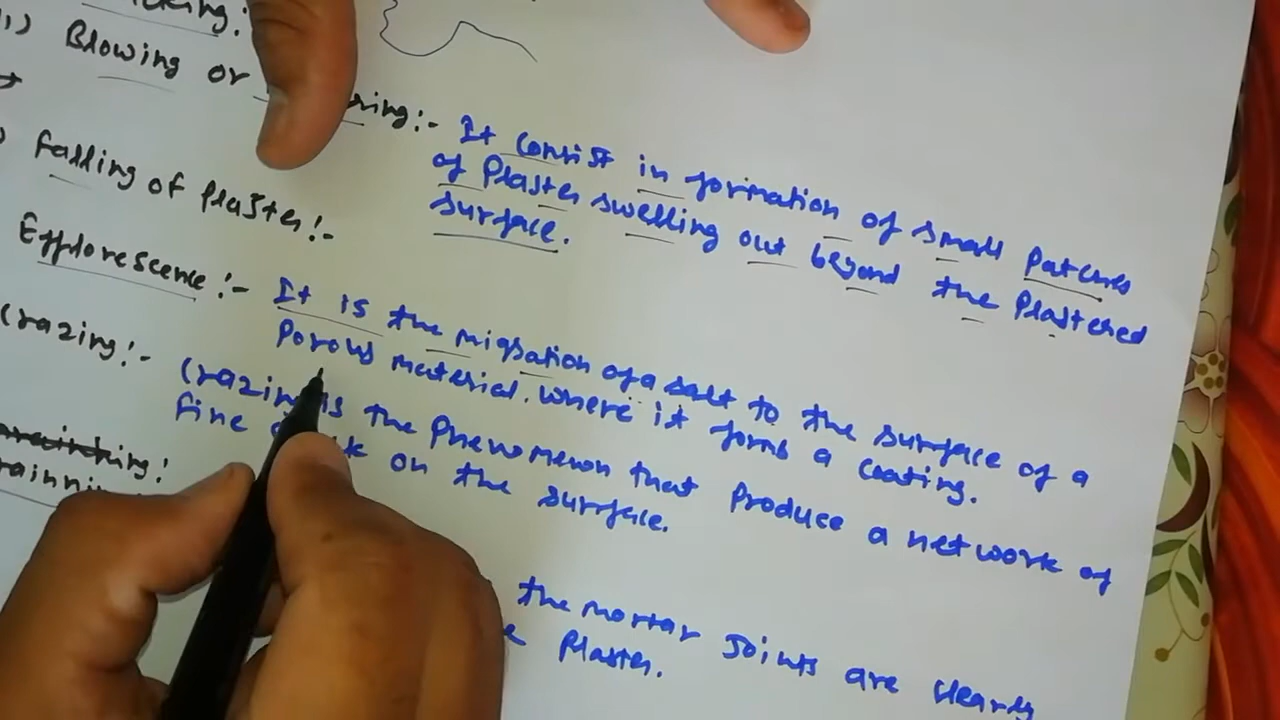 Blowing or ring:- It consist in formation of small Patches
of Plaster swelling out beyond the Plastered
surface.
Falling of Plaster:-
Efflorescence:- It is the migration of a salt to the surface of a
Porous material. where it forms a coating.
Crazing:- Crazing is the Phenomenon that Produce a network of
fine on the surface.
the mortar Joints are clearly
Plaster.